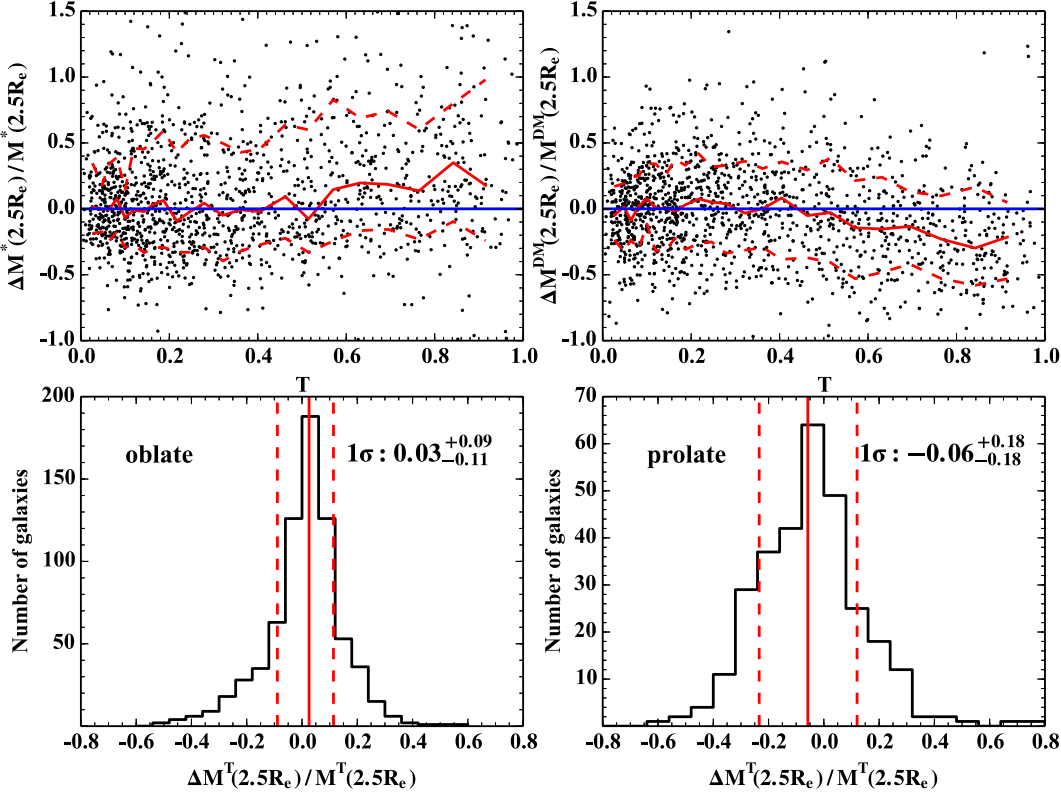 1.5
1.0
0.5
0.0
-0.5
-1.0
ΔM*(2.5Re) / M*(2.5Re)
0.0 0.2 0.4 0.6 0.8 1.0
T
1.5
1.0
0.5
0.0
-0.5
-1.0
ΔM^DM(2.5Re) / M^DM(2.5Re)
0.0 0.2 0.4 0.6 0.8 1.0
T
200
150
100
50
Number of galaxies
oblate
1σ: 0.03 +0.09 −0.11
-0.8 -0.6 -0.4 -0.2 0.0 0.2 0.4 0.6 0.8
ΔM^T(2.5Re) / M^T(2.5Re)
70
60
50
40
30
20
10
Number of galaxies
prolate
1σ: −0.06 +0.18 −0.18
-0.8 -0.6 -0.4 -0.2 0.0 0.2 0.4 0.6 0.8
ΔM^T(2.5Re) / M^T(2.5Re)